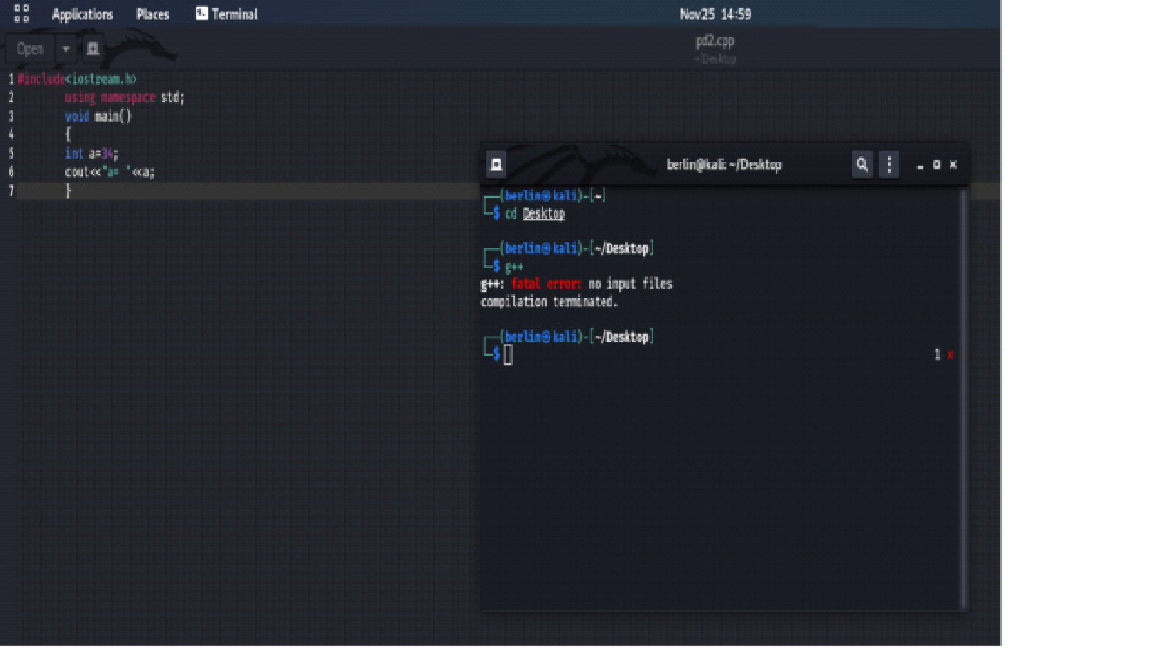 Applications Places Terminal Nov 25 14:59
Open
pd2.cpp
~/Desktop
1 #include<iostream.h>
2 using namespace std;
3 void main()
4 {
5 int a=34;
6 cout<<"a= "<<a;
7 }
berlin@kali: ~/Desktop
┌──(berlin㉿kali)-[~]
└─$ cd Desktop
┌──(berlin㉿kali)-[~/Desktop]
└─$ g++
g++: fatal error: no input files
compilation terminated.
┌──(berlin㉿kali)-[~/Desktop]
└─$
1 ⨯